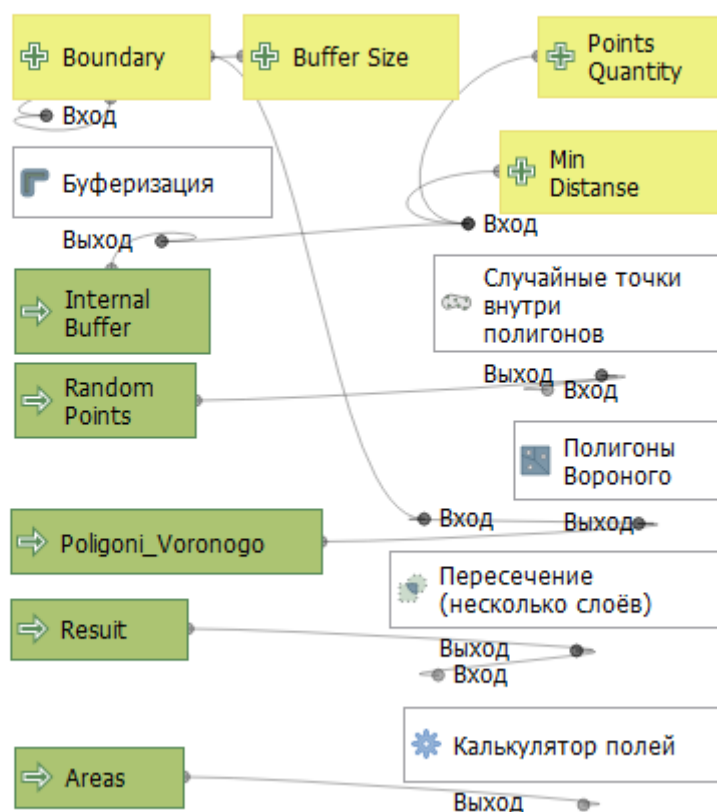 Boundary
Buffer Size
Points
Quantity
Вход
Буферизация
Min
Distanse
Выход
Вход
Internal
Buffer
Случайные точки
внутри
полигонов
Random
Points
Выход
Вход
Полигоны
Вороного
Poligoni_Voronogo
Вход
Выход
Пересечение
(несколько слоёв)
Resuit
Выход
Вход
Калькулятор полей
Areas
Выход